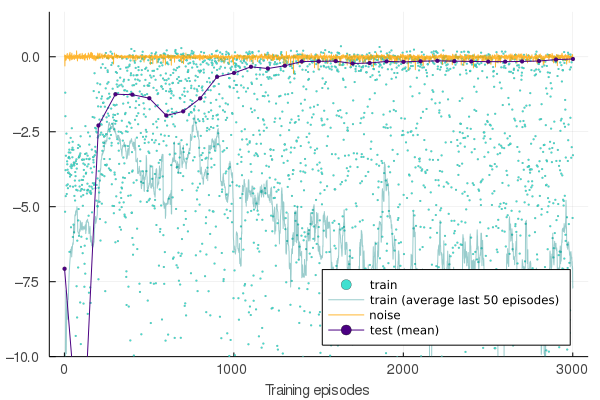 0.0
−2.5
−5.0
−7.5
−10.0
0
1000
2000
3000
Training episodes
train
train (average last 50 episodes)
noise
test (mean)